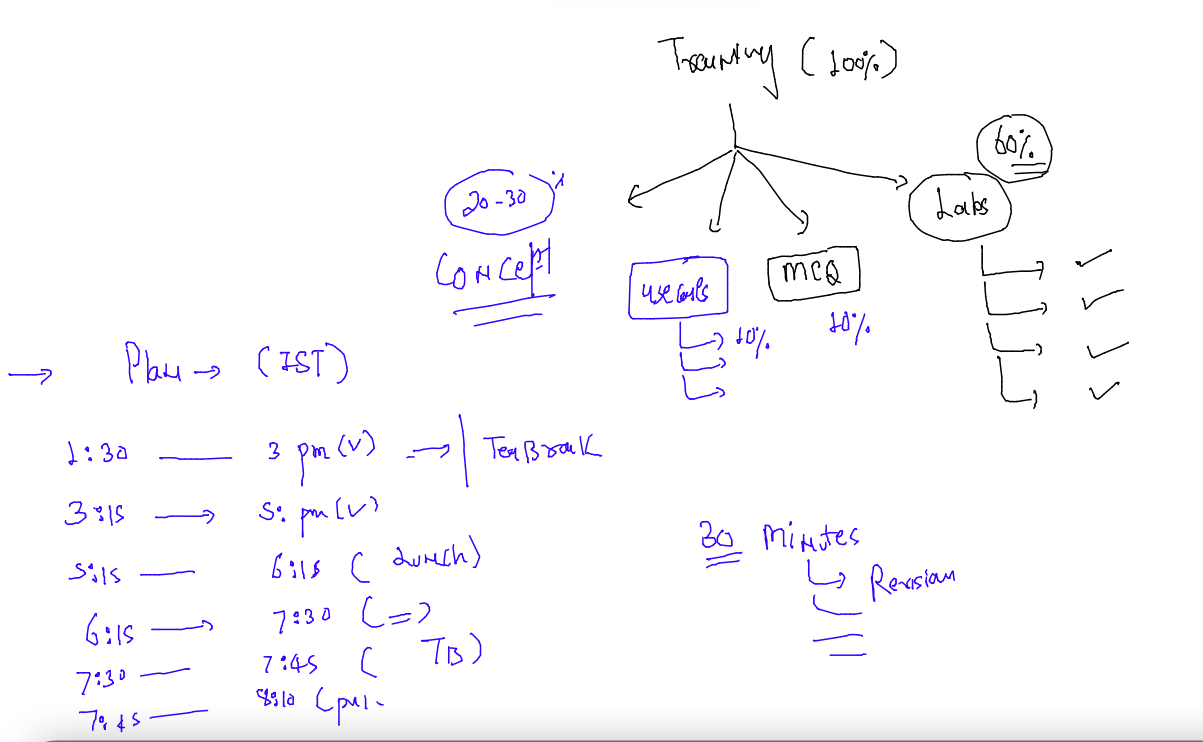 Training (100%)
60%
20-30 %
Labs
Concept
usecases
MCQ
10%
10%
Plan → (IST)
1:30 — 3 pm (V) → | Tea Break
3:15 → 5: pm (V)
30 Minutes
5:15 — 6:15 ( Lunch)
Revision
6:15 → 7:30 (=>
7:30 — 7:45 ( TB)
7:45 — 8:10 (pm